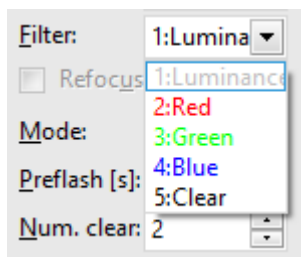 Filter: 1:Lumina
Refocus 1:Luminance
2:Red
Mode: 3:Green
4:Blue
Preflash [s]:
5:Clear
Num. clear: 2